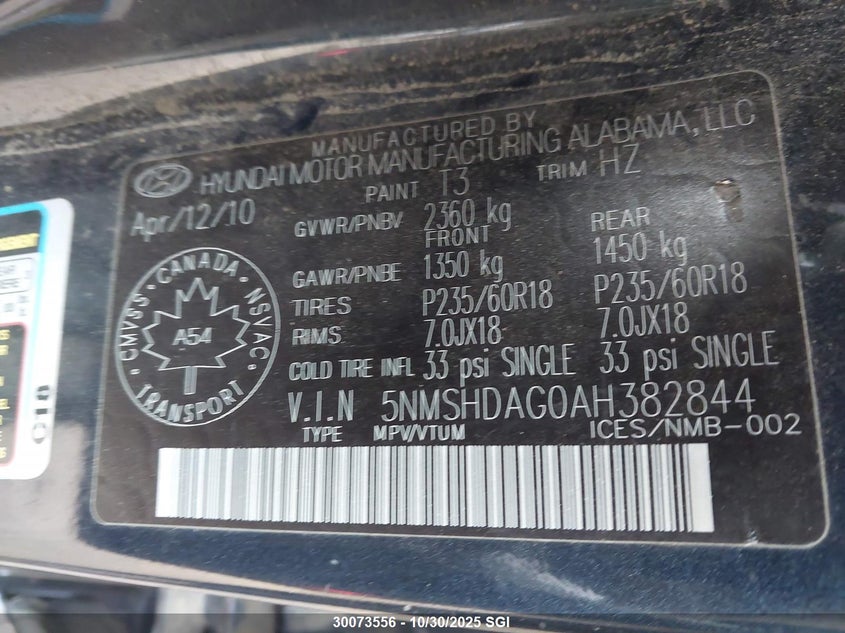 MANUFACTURED BY
HYUNDAI MOTOR MANUFACTURING ALABAMA, LLC
PAINT T3 TRIM HZ
Apr/12/10
GVWR/PNBV 2360 kg
FRONT REAR
GAWR/PNBE 1350 kg 1450 kg
TIRES P235/60R18 P235/60R18
RIMS 7.0JX18 7.0JX18
COLD TIRE INFL 33 psi SINGLE 33 psi SINGLE
V.I.N 5NMSHDAG0AH382844
TYPE MPV/VTUM ICES/NMB-002
CANADA
CMVSS NSVAC
A54
TRANSPORT
C18
30073556 - 10/30/2025 SGI